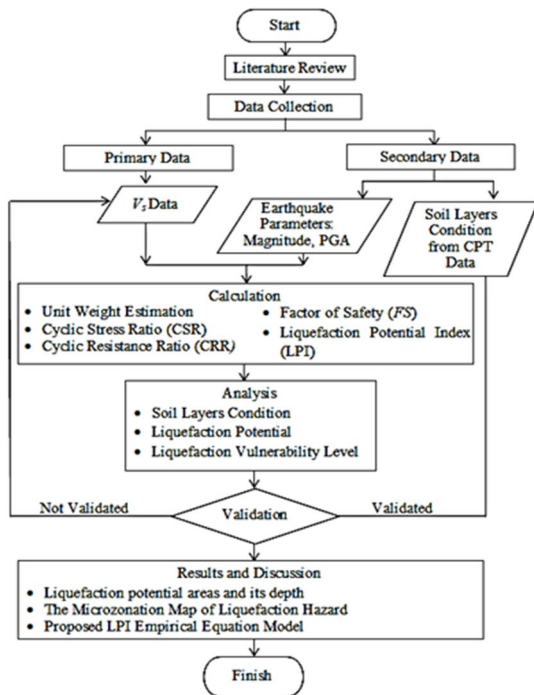 Start
Literature Review
Data Collection
Primary Data
Secondary Data
Vs Data
Earthquake
Parameters:
Magnitude, PGA
Soil Layers
Condition
from CPT
Data
Calculation
• Unit Weight Estimation
• Cyclic Stress Ratio (CSR)
• Cyclic Resistance Ratio (CRR)
• Factor of Safety (FS)
• Liquefaction Potential Index
(LPI)
Analysis
• Soil Layers Condition
• Liquefaction Potential
• Liquefaction Vulnerability Level
Not Validated
Validation
Validated
Results and Discussion
• Liquefaction potential areas and its depth
• The Microzonation Map of Liquefaction Hazard
• Proposed LPI Empirical Equation Model
Finish